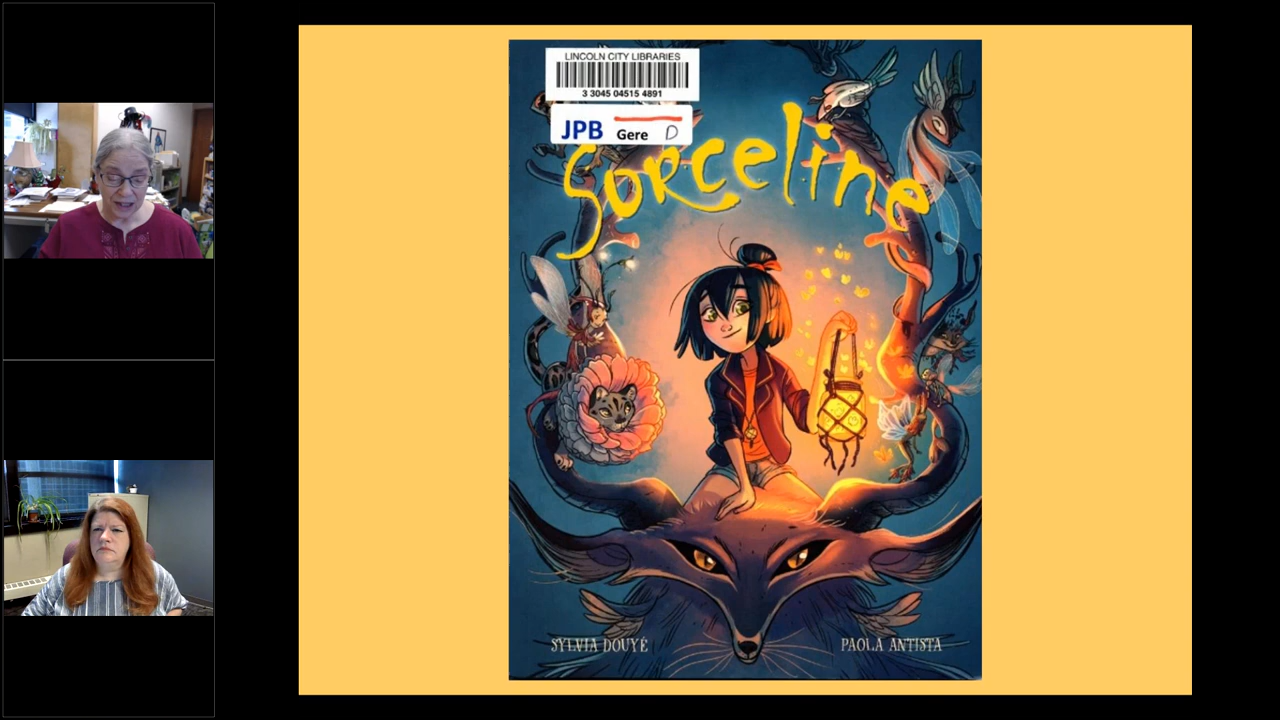 LINCOLN CITY LIBRARIES
3 3045 04515 4891
JPB Gere D
Sorceline
SYLVIA DOUYÉ
PAOLA ANTISTA